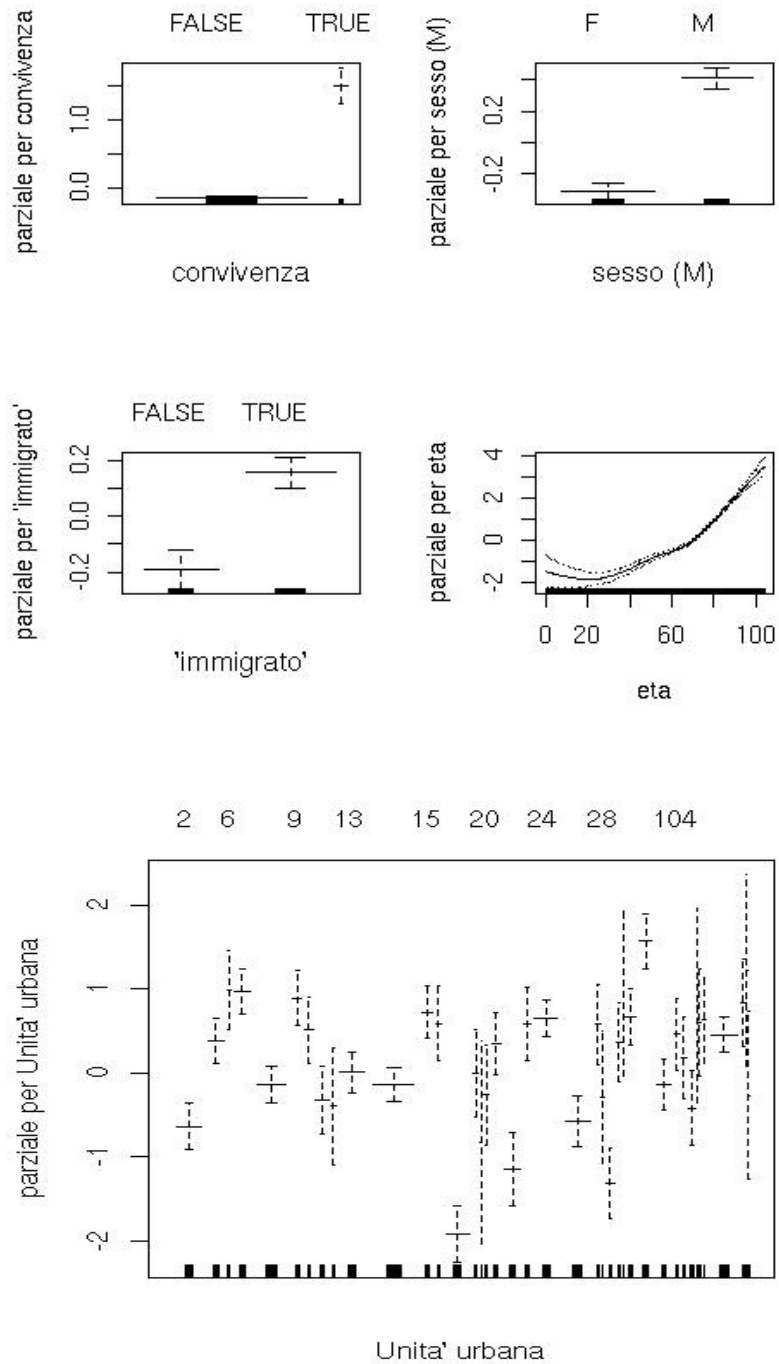 FALSE TRUE
parziale per convivenza
1.0
0.0
convivenza
F M
parziale per sesso (M)
0.2
-0.2
sesso (M)
FALSE TRUE
parziale per 'immigrato'
0.2
0.0
-0.2
'immigrato'
parziale per eta
4
2
0
-2
0 20 60 100
eta
2 6 9 13 15 20 24 28 104
parziale per Unita' urbana
2
1
0
-1
-2
Unita' urbana